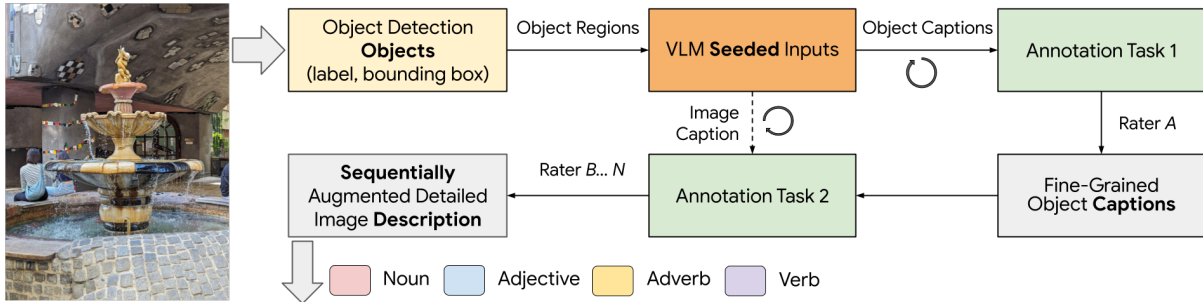 Object Detection
Objects
(label, bounding box)
Object Regions
VLM Seeded Inputs
Object Captions
Annotation Task 1
Image
Caption
Rater A
Sequentially
Augmented Detailed
Image Description
Rater B... N
Annotation Task 2
Fine-Grained
Object Captions
Noun
Adjective
Adverb
Verb